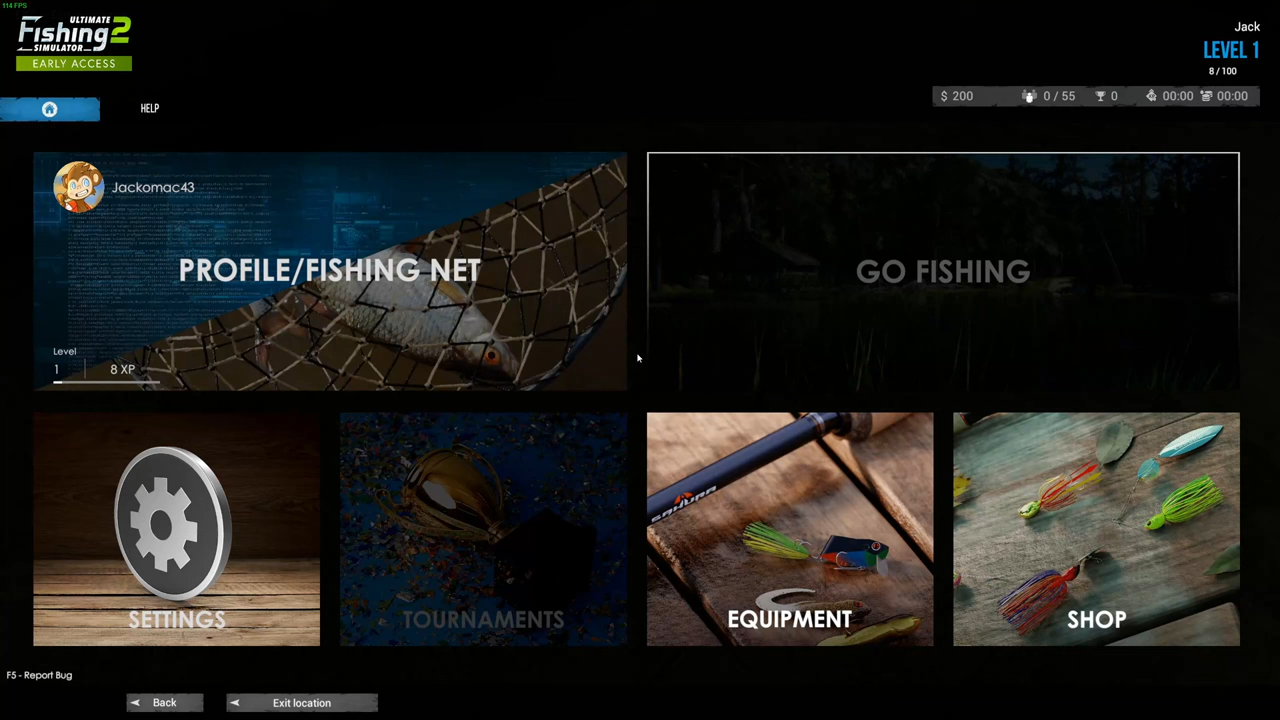 114 FPS
ULTIMATE
Fishing 2
SIMULATOR
EARLY ACCESS
Jack
LEVEL 1
8 / 100
HELP
$ 200 0 / 55 0 00:00 00:00
Jackomac43
PROFILE/FISHING NET
GO FISHING
Level
1 8 XP
SAKURA
SETTINGS
TOURNAMENTS
EQUIPMENT
SHOP
F5 - Report Bug
Back
Exit location